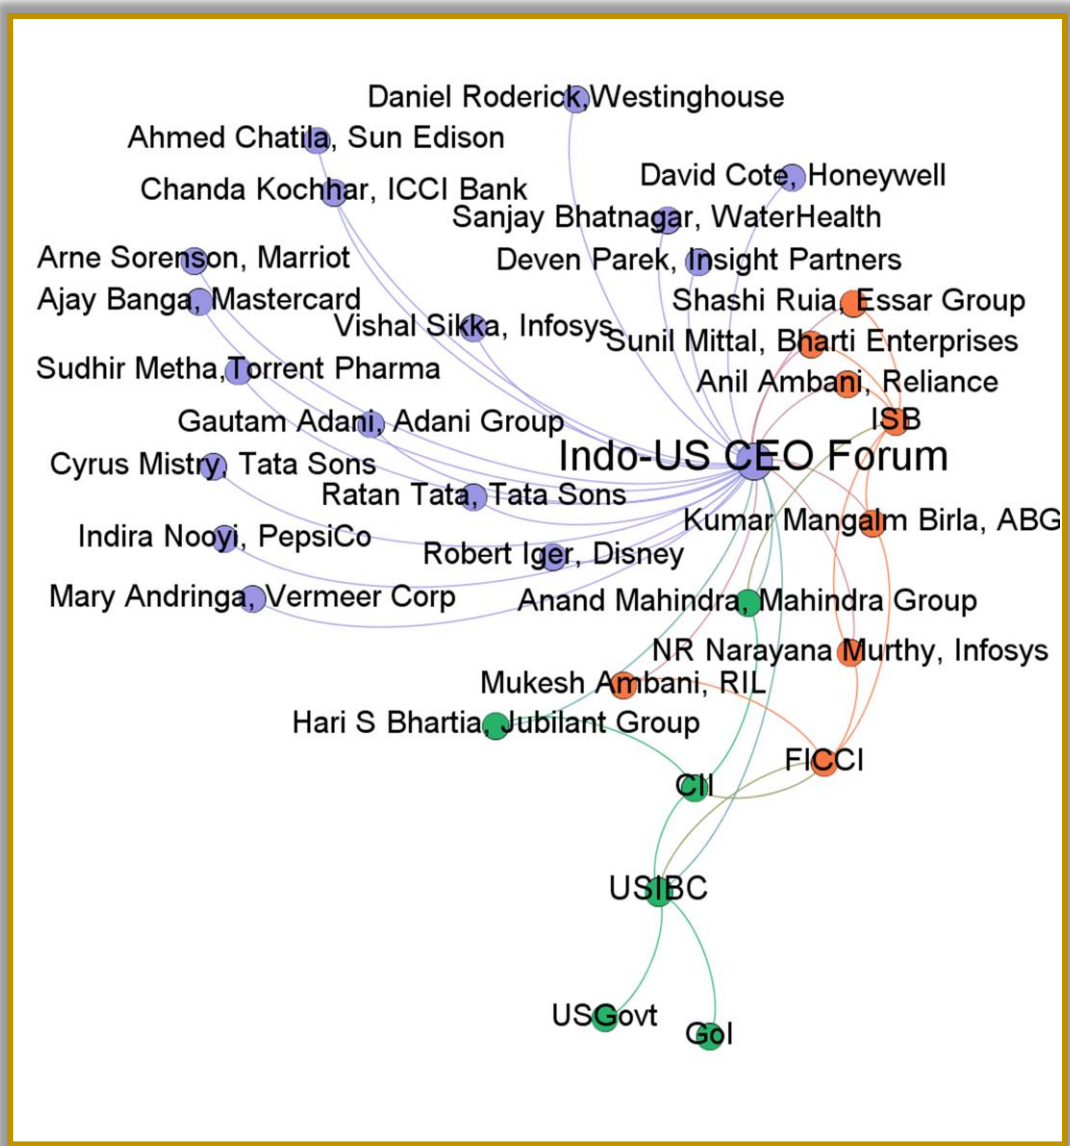 Daniel Roderick,Westinghouse
Ahmed Chatila, Sun Edison
David Cote, Honeywell
Chanda Kochhar, ICCI Bank
Sanjay Bhatnagar, WaterHealth
Arne Sorenson, Marriot
Deven Parek, Insight Partners
Ajay Banga, Mastercard
Shashi Ruia, Essar Group
Vishal Sikka, Infosys
Sunil Mittal, Bharti Enterprises
Sudhir Metha,Torrent Pharma
Anil Ambani, Reliance
Gautam Adani, Adani Group
ISB
Indo-US CEO Forum
Cyrus Mistry, Tata Sons
Ratan Tata, Tata Sons
Kumar Mangalm Birla, ABG
Indira Nooyi, PepsiCo
Robert Iger, Disney
Mary Andringa, Vermeer Corp
Anand Mahindra, Mahindra Group
NR Narayana Murthy, Infosys
Mukesh Ambani, RIL
Hari S Bhartia, Jubilant Group
FICCI
CII
USIBC
USGovt
GoI